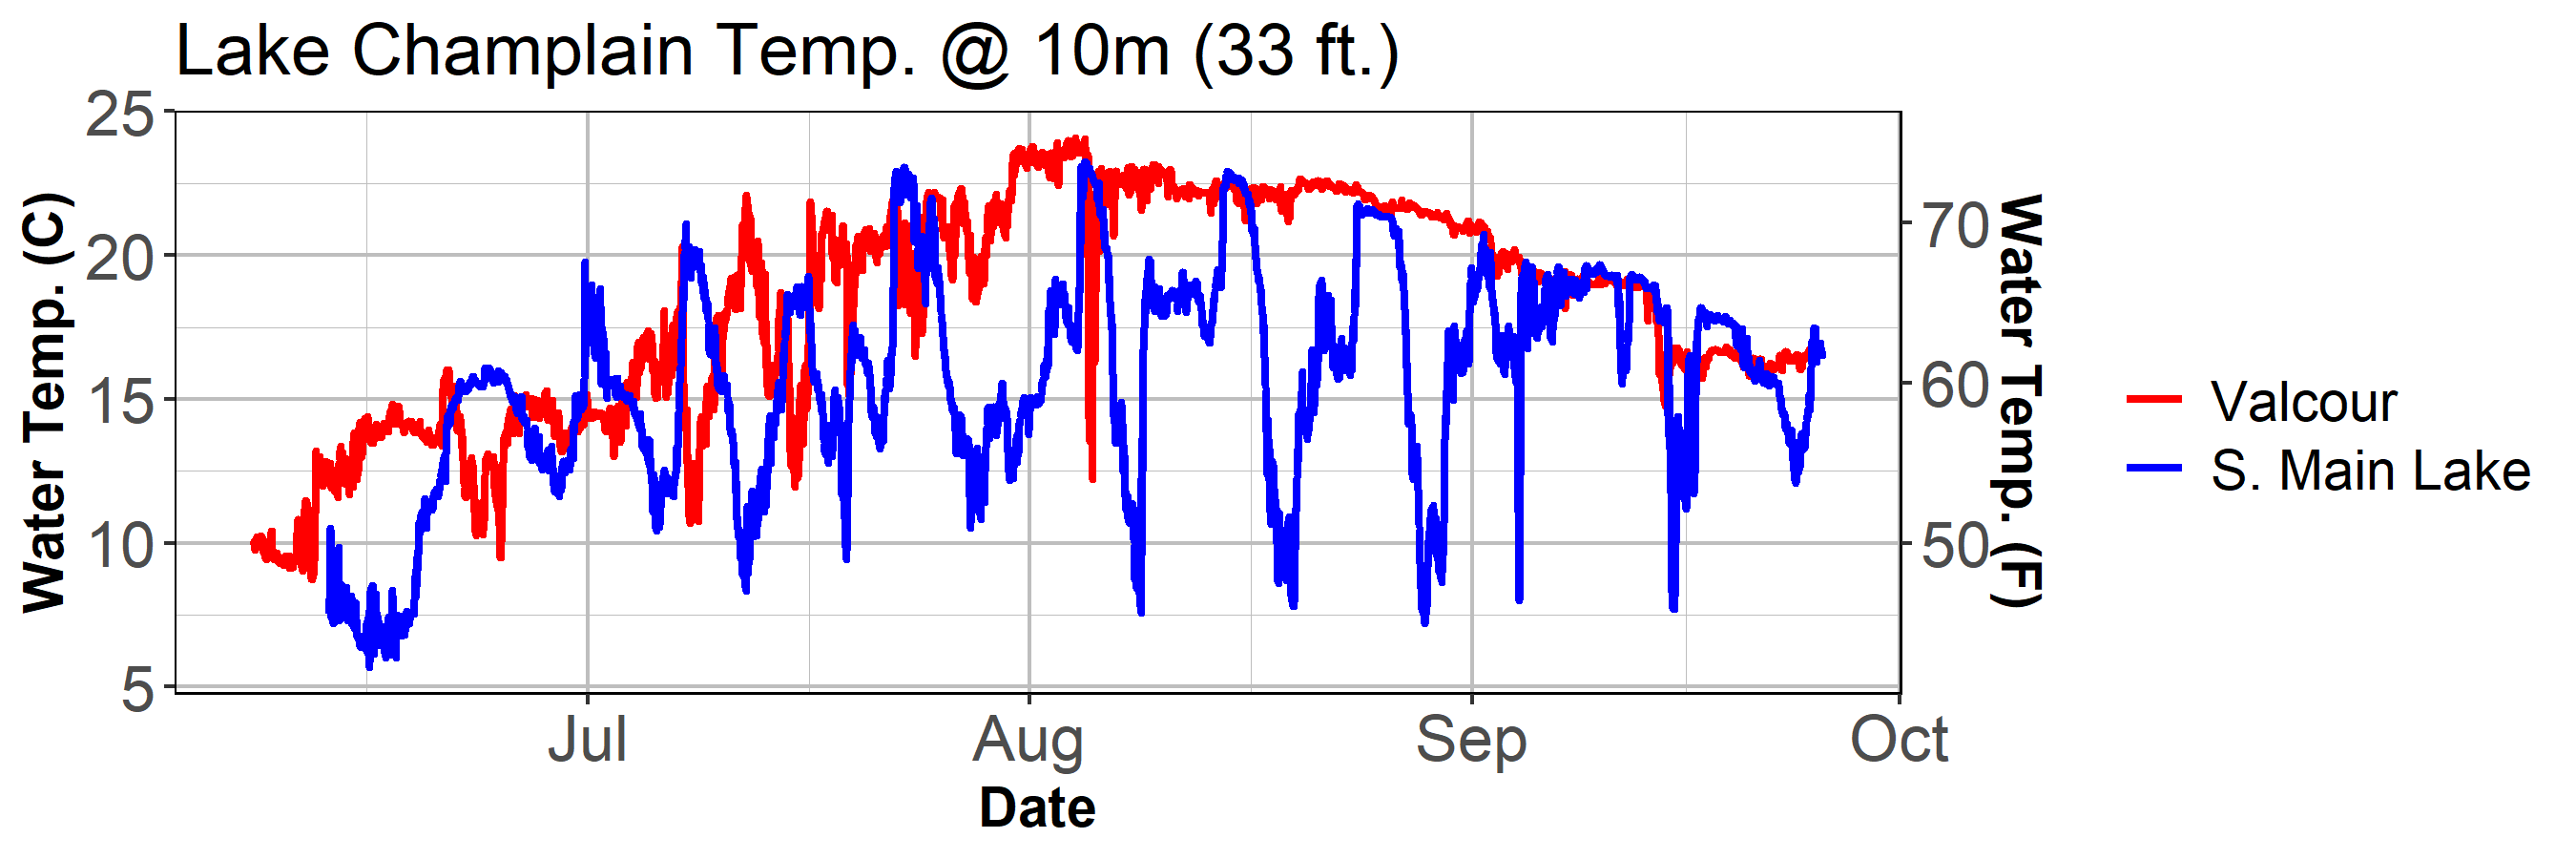 Lake Champlain Temp. @ 10m (33 ft.)
Water Temp. (C)
25
20
15
10
5
70
60
50
Water Temp. (F)
Jul
Aug
Sep
Oct
Date
Valcour
S. Main Lake